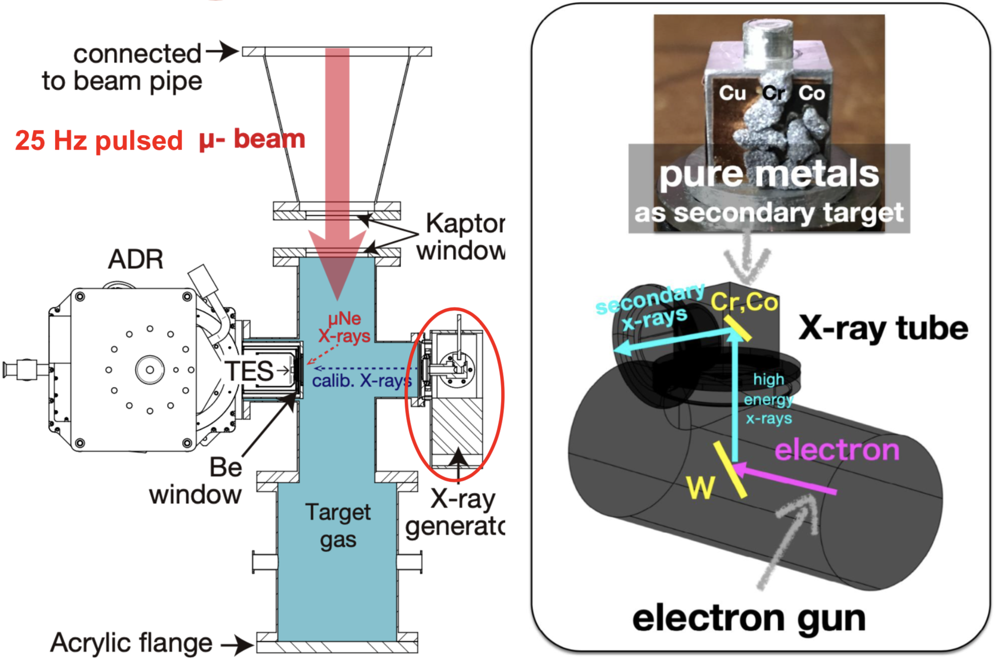 connected
to beam pipe
25 Hz pulsed μ- beam
Kapton
window
ADR
μNe
X-rays
TES
calib. X-rays
Be
window
Target
gas
X-ray
generato
Acrylic flange
Cu Cr Co
pure metals
as secondary target
secondary
x-rays
Cr,Co
X-ray tube
high
energy
x-rays
electron
W
electron gun